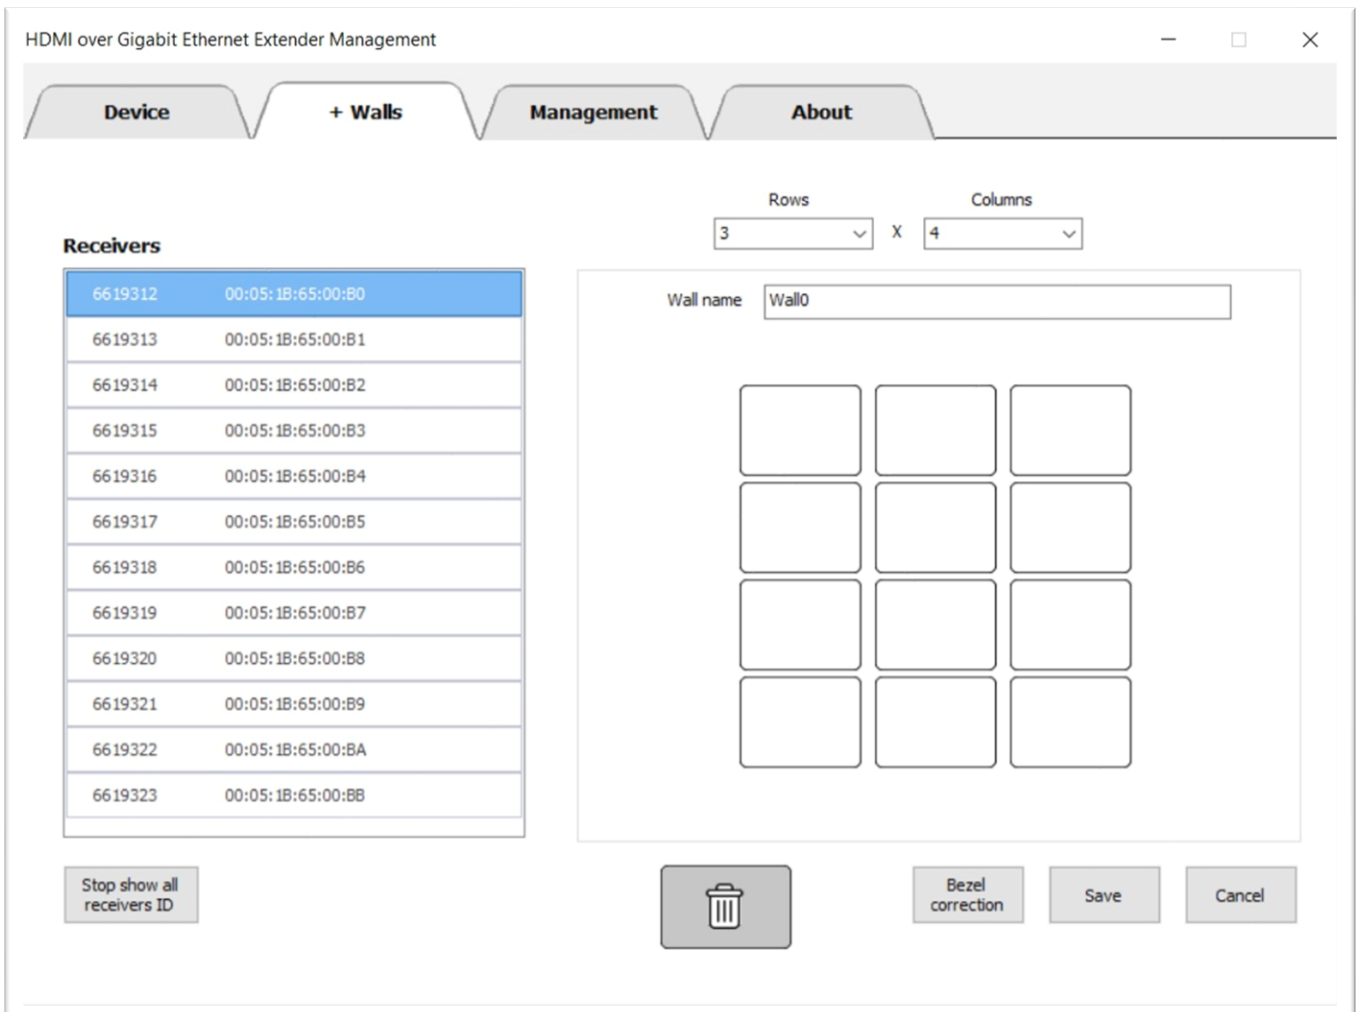 HDMI over Gigabit Ethernet Extender Management
Device
+ Walls
Management
About
Rows
Columns
3
X
4
Receivers
Wall name
Wall0
6619312 00:05:1B:65:00:B0
6619313 00:05:1B:65:00:B1
6619314 00:05:1B:65:00:B2
6619315 00:05:1B:65:00:B3
6619316 00:05:1B:65:00:B4
6619317 00:05:1B:65:00:B5
6619318 00:05:1B:65:00:B6
6619319 00:05:1B:65:00:B7
6619320 00:05:1B:65:00:B8
6619321 00:05:1B:65:00:B9
6619322 00:05:1B:65:00:BA
6619323 00:05:1B:65:00:BB
Stop show all
receivers ID
Bezel
correction
Save
Cancel